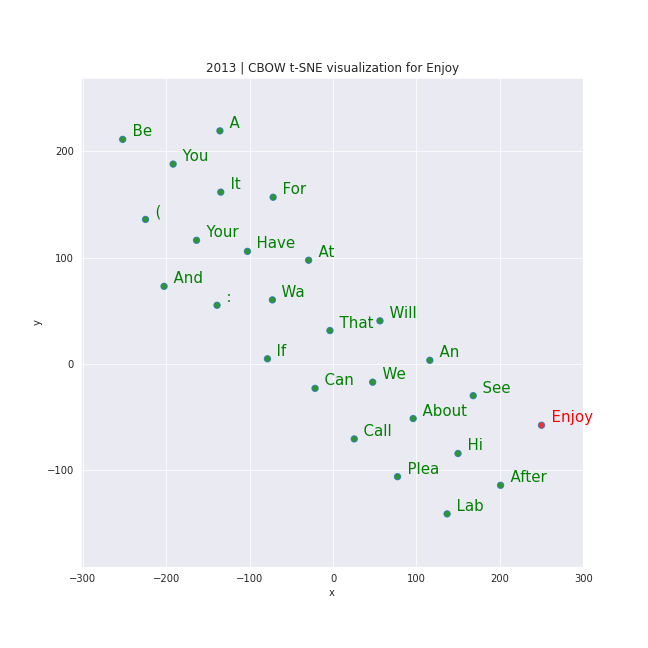 2013 | CBOW t-SNE visualization for Enjoy
A
Be
You
It
For
(
Your
Have
At
And
:
Wa
Will
That
If
An
We
Can
See
About
Enjoy
Call
Hi
Plea
After
Lab
200
100
0
−100
y
−300 −200 −100 0 100 200 300
x